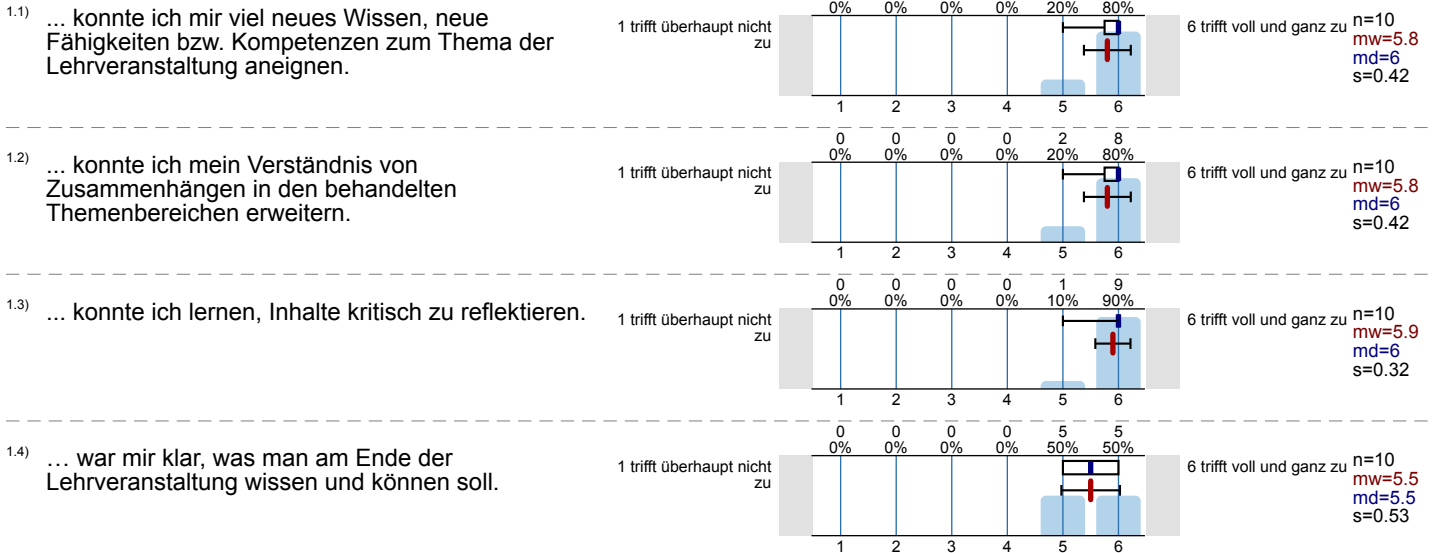 0% 0% 0% 0% 20% 80%
1.1) ... konnte ich mir viel neues Wissen, neue
Fähigkeiten bzw. Kompetenzen zum Thema der
Lehrveranstaltung aneignen.
1 trifft überhaupt nicht
zu
6 trifft voll und ganz zu
n=10
mw=5.8
md=6
s=0.42
1 2 3 4 5 6
0 0 0 0 2 8
0% 0% 0% 0% 20% 80%
1.2) ... konnte ich mein Verständnis von
Zusammenhängen in den behandelten
Themenbereichen erweitern.
1 trifft überhaupt nicht
zu
6 trifft voll und ganz zu
n=10
mw=5.8
md=6
s=0.42
1 2 3 4 5 6
0 0 0 0 1 9
0% 0% 0% 0% 10% 90%
1.3) ... konnte ich lernen, Inhalte kritisch zu reflektieren.
1 trifft überhaupt nicht
zu
6 trifft voll und ganz zu
n=10
mw=5.9
md=6
s=0.32
1 2 3 4 5 6
0 0 0 0 5 5
0% 0% 0% 0% 50% 50%
1.4) … war mir klar, was man am Ende der
Lehrveranstaltung wissen und können soll.
1 trifft überhaupt nicht
zu
6 trifft voll und ganz zu
n=10
mw=5.5
md=5.5
s=0.53
1 2 3 4 5 6